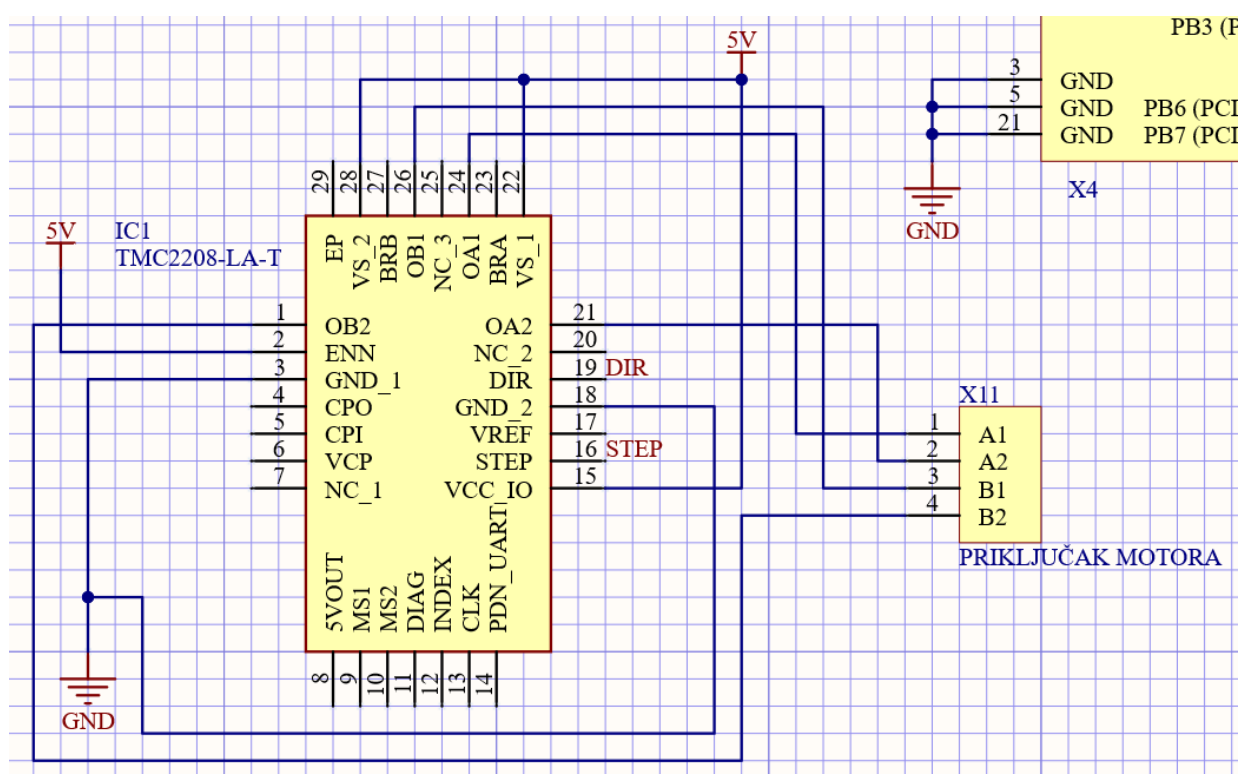 5V
PB3 (P
3
GND
5
GND
PB6 (PCI
21
GND
PB7 (PCI
X4
GND
5V
IC1
TMC2208-LA-T
29
28
27
26
25
24
23
22
EP
VS_2
BRB
OB1
NC_3
OA1
BRA
VS_1
1
OB2
2
ENN
3
GND_1
4
CPO
5
CPI
6
VCP
7
NC_1
21
OA2
20
NC_2
19
DIR
DIR
18
GND_2
17
VREF
16
STEP
STEP
15
VCC_IO
5VOUT
MS1
MS2
DIAG
INDEX
CLK
PDN_UART
8
9
10
11
12
13
14
GND
X11
1
A1
2
A2
3
B1
4
B2
PRIKLJUČAK MOTORA